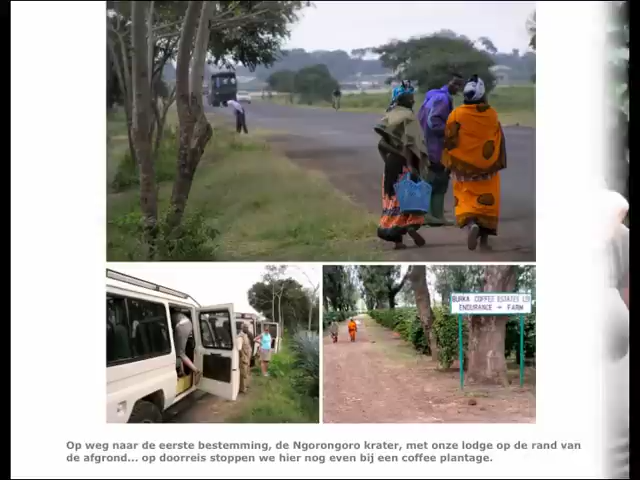 BURKA COFFEE ESTATES LTD
ENDURANCE - FARM
Op weg naar de eerste bestemming, de Ngorongoro krater, met onze lodge op de rand van
de afgrond... op doorreis stoppen we hier nog even bij een coffee plantage.